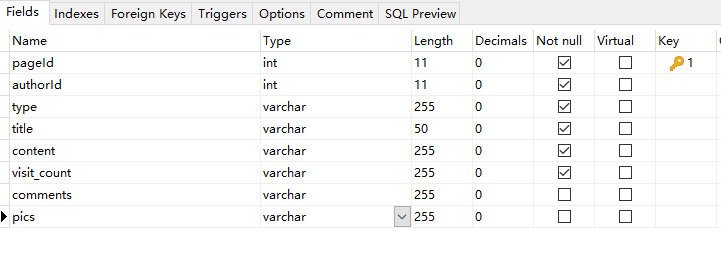 Fields Indexes Foreign Keys Triggers Options Comment SQL Preview
Name Type Length Decimals Not null Virtual Key
pageId int 11 0 1
authorId int 11 0
type varchar 255 0
title varchar 50 0
content varchar 255 0
visit_count varchar 255 0
comments varchar 255 0
pics varchar 255 0